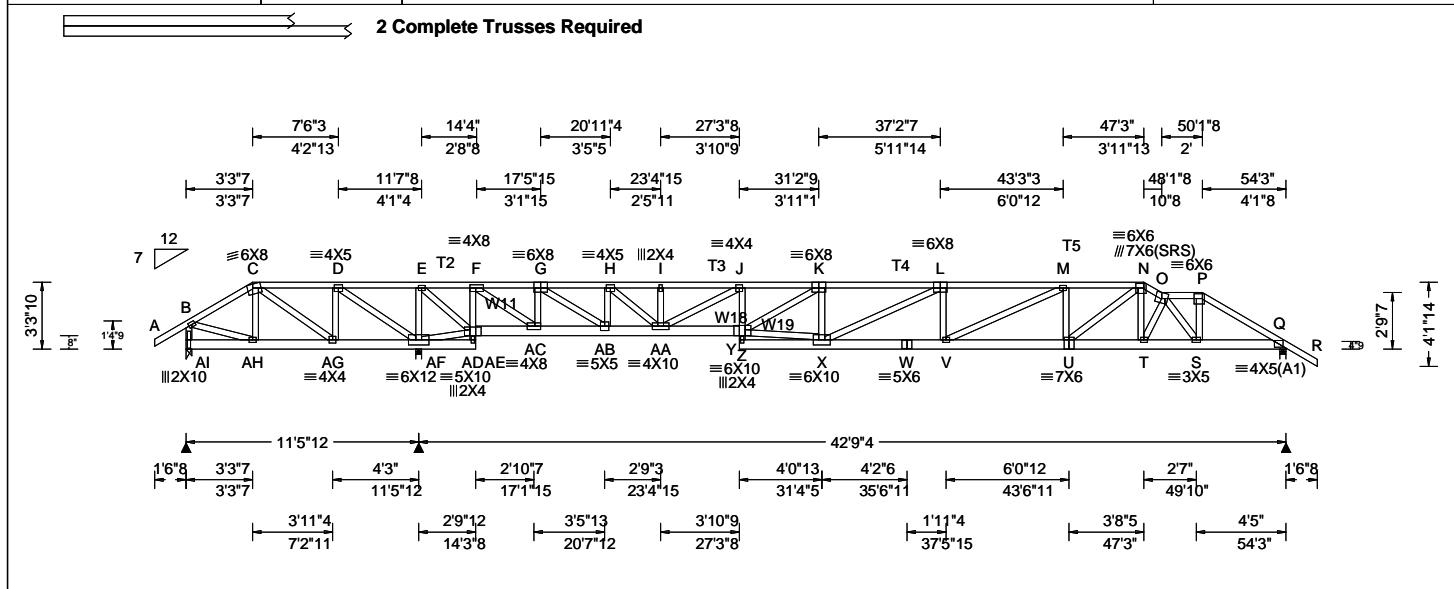 2 Complete Trusses Required
7'6"3 14'4" 20'11"4 27'3"8 37'2"7 47'3" 50'1"8
4'2"13 2'8"8 3'5"5 3'10"9 5'11"14 3'11"13 2'
3'3"7 11'7"8 17'5"15 23'4"15 31'2"9 43'3"3 48'1"8 54'3"
3'3"7 4'1"4 3'1"15 2'5"11 3'11"1 6'0"12 10"8 4'1"8
12
7
≡6X8 ≡4X5 ≡4X8 ≡6X8 ≡4X5 |||2X4 ≡4X4 ≡6X8 ≡6X8 ≡6X6
///7X6(SRS)
≡6X6
C D E T2 F G H I T3 J K T4 L M T5 N O P
3'3"10
A B 1'4"9 8"
W11 W18 W19
Q R 4"9 2'9"7 4'1"14
AI AH AG AF AD AE AC AB AA Y Z X W V U T S
|||2X10 ≡4X4 ≡6X12 ≡5X10 ≡4X8 ≡5X5 ≡4X10 ≡6X10 ≡6X10 ≡5X6 ≡7X6 ≡3X5 ≡4X5(A1)
|||2X4 |||2X4
11'5"12 42'9"4
1'6"8 3'3"7 4'3" 2'10"7 2'9"3 4'0"13 4'2"6 6'0"12 2'7" 1'6"8
3'3"7 11'5"12 17'1"15 23'4"15 31'4"5 35'6"11 43'6"11 49'10"
3'11"4 2'9"12 3'5"13 3'10"9 1'11"4 3'8"5 4'5"
7'2"11 14'3"8 20'7"12 27'3"8 37'5"15 47'3" 54'3"